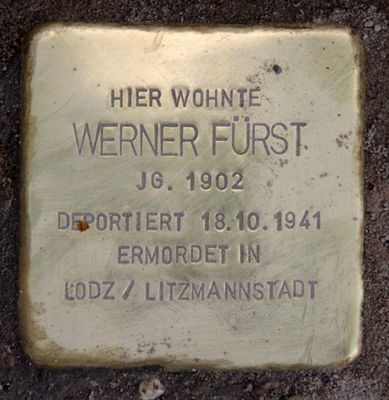 HIER WOHNTE
WERNER FÜRST
JG. 1902
DEPORTIERT 18.10.1941
ERMORDET IN
LODZ / LITZMANNSTADT